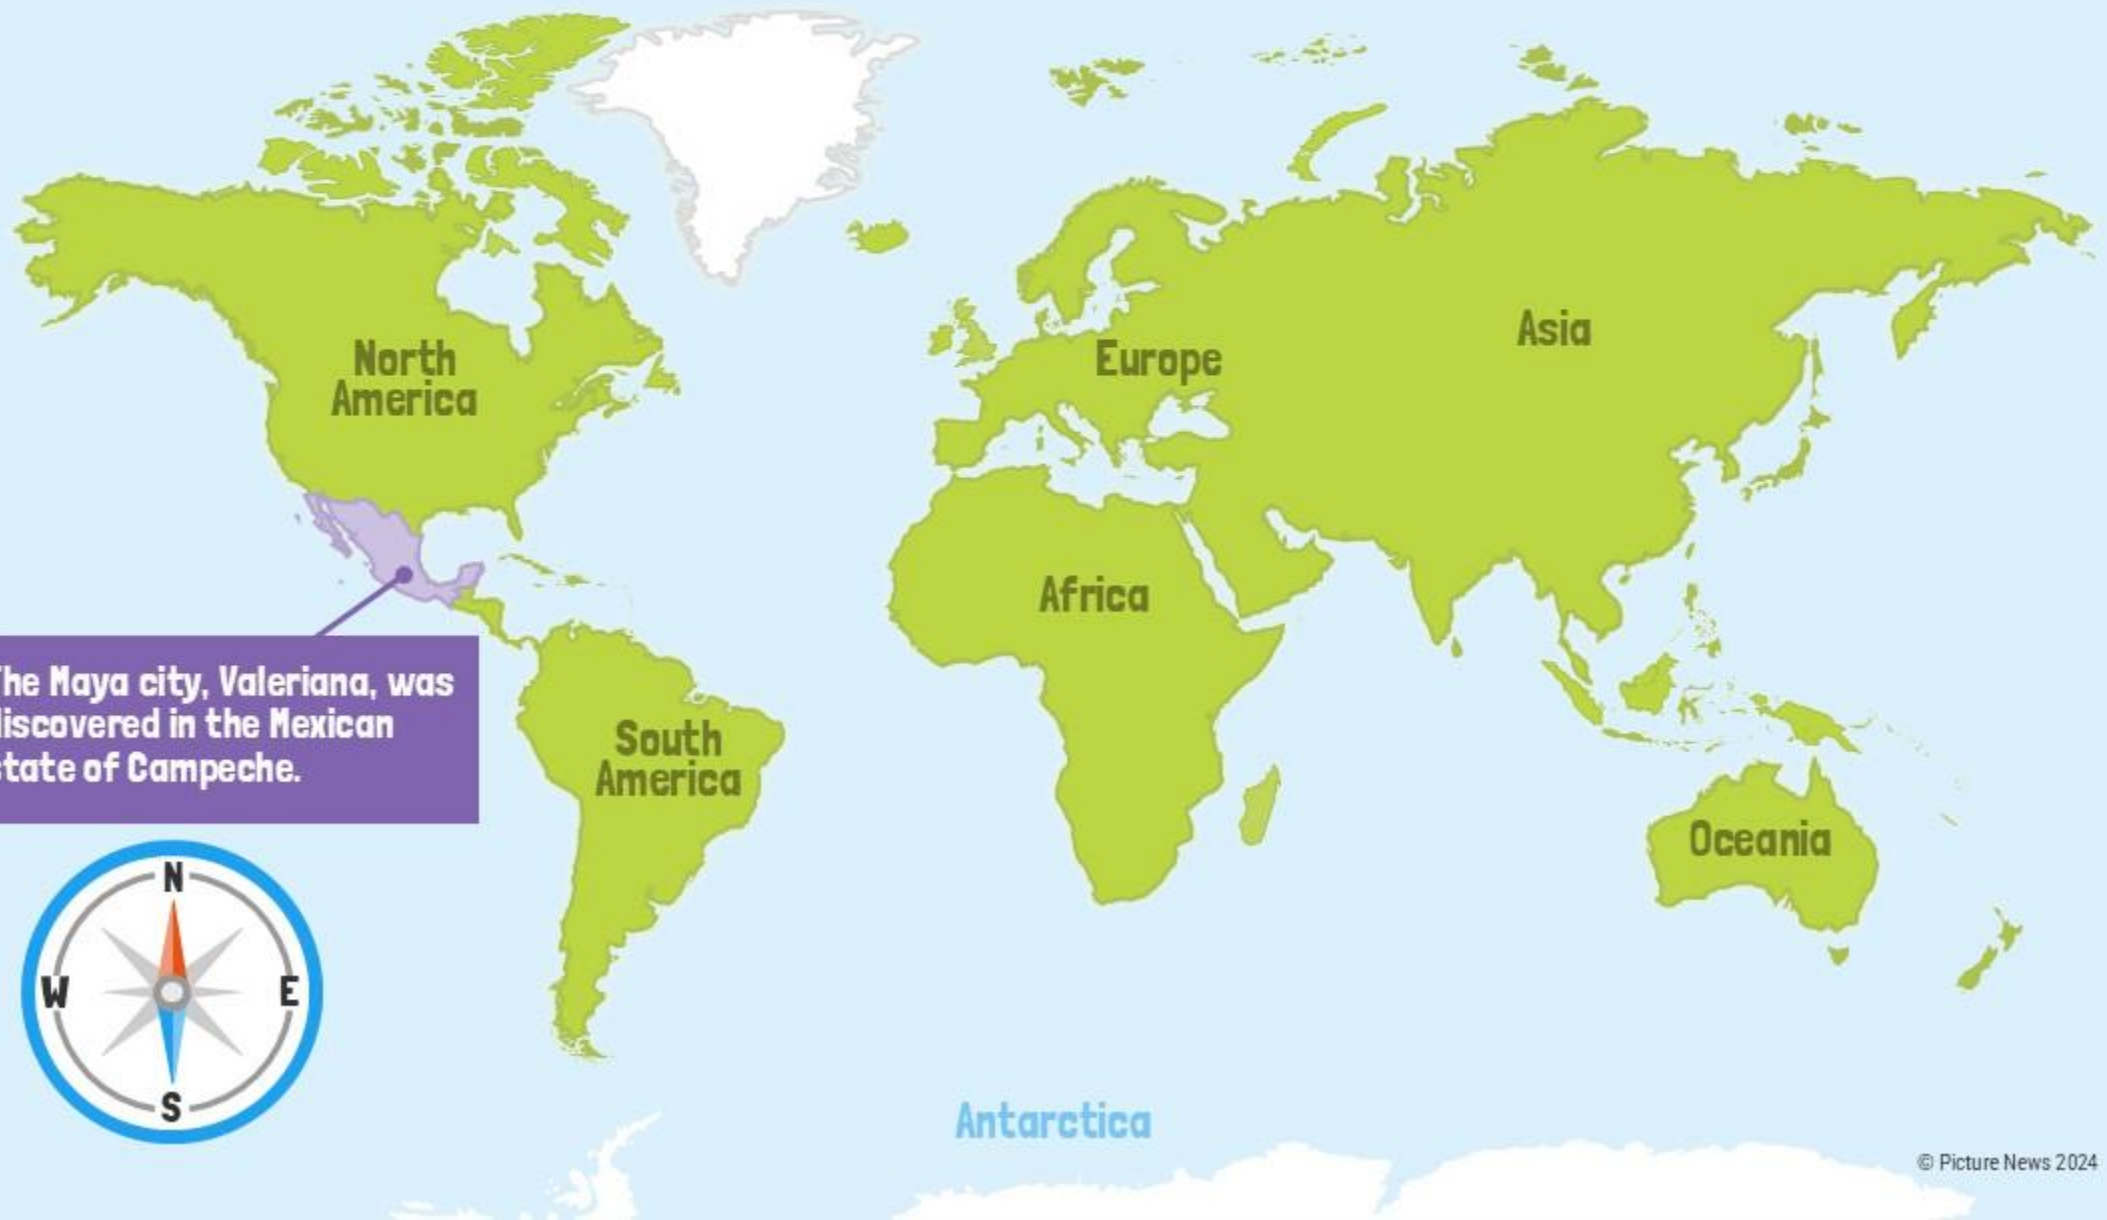 North
America
Europe
Asia
Africa
he Maya city, Valeriana, was
iscovered in the Mexican
tate of Campeche.
South
America
Oceania
N
W
E
S
Antarctica
© Picture News 2024